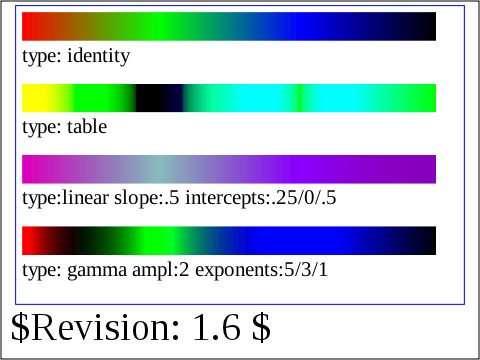 type: identity
type: table
type:linear slope:.5 intercepts:.25/0/.5
type: gamma ampl:2 exponents:5/3/1
$Revision: 1.6 $